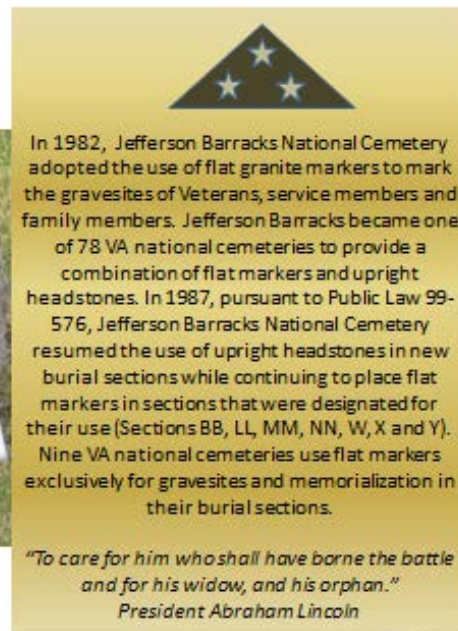 In 1982, Jefferson Barracks National Cemetery
adopted the use of flat granite markers to mark
the gravesites of Veterans, service members and
family members. Jefferson Barracks became one
of 78 VA national cemeteries to provide a
combination of flat markers and upright
headstones. In 1987, pursuant to Public Law 99-
576, Jefferson Barracks National Cemetery
resumed the use of upright headstones in new
burial sections while continuing to place flat
markers in sections that were designated for
their use (Sections BB, LL, MM, NN, W, X and Y).
Nine VA national cemeteries use flat markers
exclusively for gravesites and memorialization in
their burial sections.
“To care for him who shall have borne the battle
and for his widow, and his orphan.”
President Abraham Lincoln